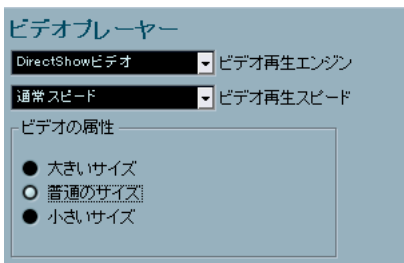 ビデオプレーヤー
DirectShowビデオ ビデオ再生エンジン
通常スピード ビデオ再生スピード
ビデオの属性
大きいサイズ
普通のサイズ
小さいサイズ